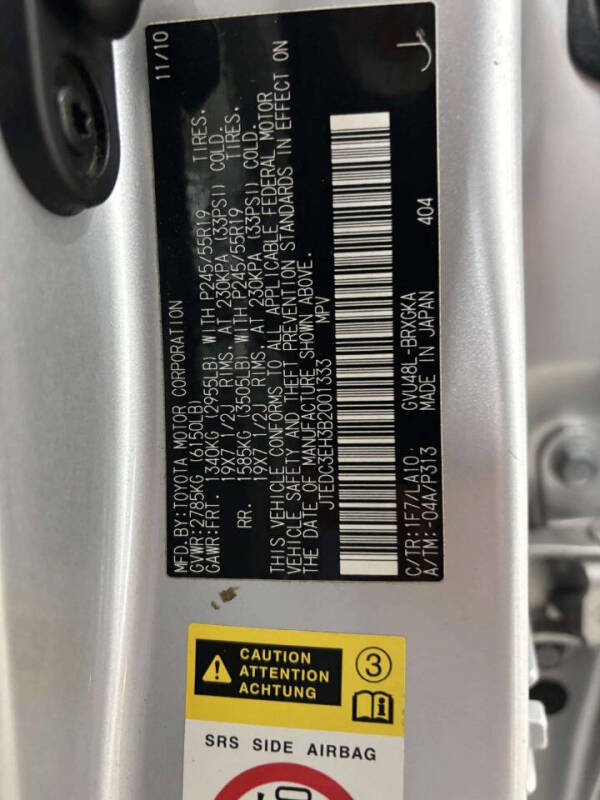 MFD.BY:TOYOTA MOTOR CORPORATION 11/10
GVWR:2785KG (6150LB)
GAWR:FRT. 1340KG (2955LB) WITH P245/55R19 TIRES.
19X7 1/2J RIMS. AT 230KPA (33PSI) COLD.
RR. 1585KG (3505LB) WITH P245/55R19 TIRES.
19X7 1/2J RIMS. AT 230KPA (33PSI) COLD.
THIS VEHICLE CONFORMS TO ALL APPLICABLE FEDERAL MOTOR
VEHICLE SAFETY AND THEFT PREVENTION STANDARDS IN EFFECT ON
THE DATE OF MANUFACTURE SHOWN ABOVE.
JTEDC3EH3B2001333 MPV
C/TR:1F7/LA10 GVU48L-BRXGKA 404
A/TM:-04A/P313 MADE IN JAPAN
CAUTION
ATTENTION
ACHTUNG
3
SRS SIDE AIRBAG